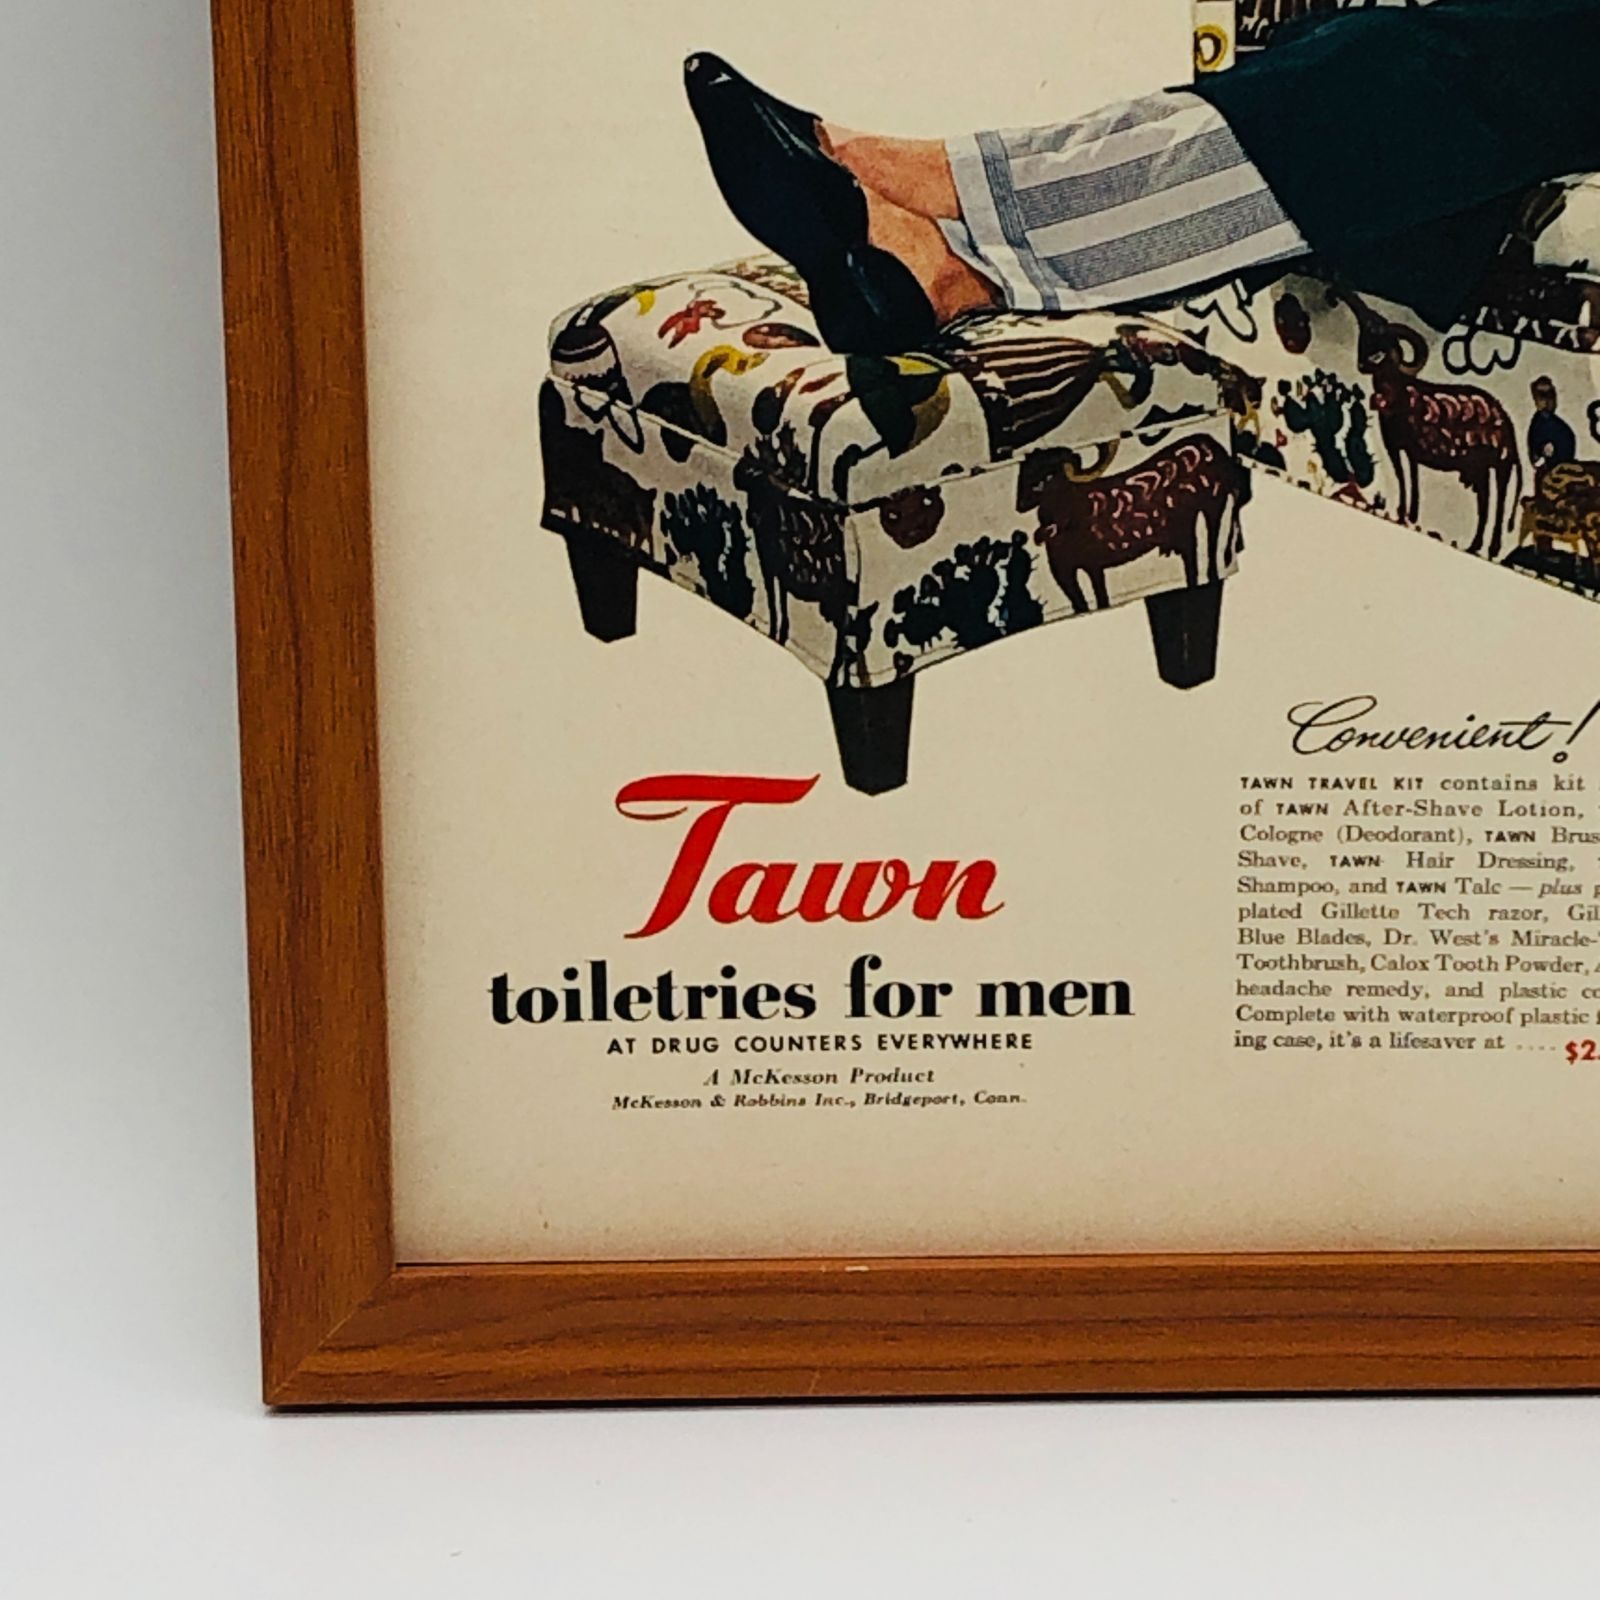 Tawn
toiletries for men
AT DRUG COUNTERS EVERYWHERE
A McKesson Product
McKesson & Robbins Inc., Bridgeport, Conn.
Convenient!
TAWN TRAVEL KIT contains kit
of TAWN After-Shave Lotion,
Cologne (Deodorant), TAWN
Shave, TAWN Hair Dressing,
Shampoo, and TAWN Talc — plus
plated Gillette Tech razor,
Blue Blades, Dr. West's Miracle-
Toothbrush, Calox Tooth Powder,
headache remedy, and plastic
Complete with waterproof plastic
ing case, it's a lifesaver at .... $2.